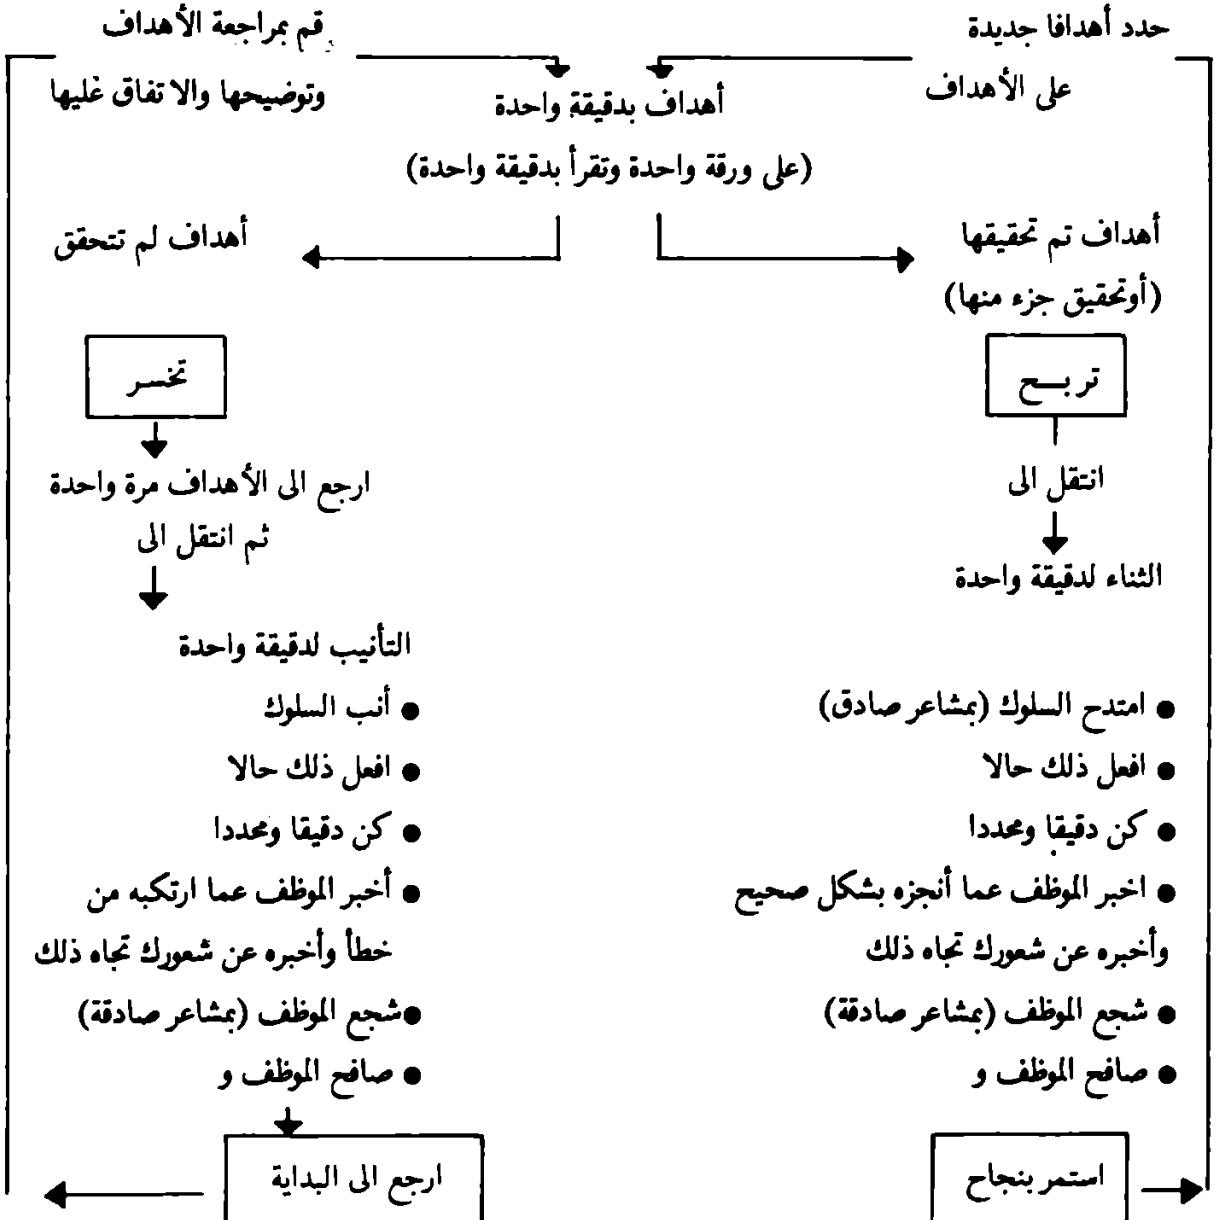 حدد أهدافا جديدة
على الأهداف
قم بمراجعة الأهداف
وتوضيحها والاتفاق غليها
أهداف بدقيقة واحدة
(على ورقة واحدة وتقرأ بدقيقة واحدة)
أهداف تم تحقيقها
(أوتحقيق جزء منها)
تربــح
انتقل الى
الثناء لدقيقة واحدة
● امتدح السلوك (بمشاعر صادق)
● افعل ذلك حالا
● كن دقيقا ومحددا
● اخبر الموظف عما أنجزه بشكل صحيح
وأخبره عن شعورك تجاه ذلك
● شجع الموظف (بمشاعر صادقة)
● صافح الموظف و
استمر بنجاح
أهداف لم تتحقق
تخسر
ارجع الى الأهداف مرة واحدة
ثم انتقل الى
التأنيب لدقيقة واحدة
● أنب السلوك
● افعل ذلك حالا
● كن دقيقا ومحددا
● أخبر الموظف عما ارتكبه من
خطأ وأخبره عن شعورك تجاه ذلك
● شجع الموظف (بمشاعر صادقة)
● صافح الموظف و
ارجع الى البداية